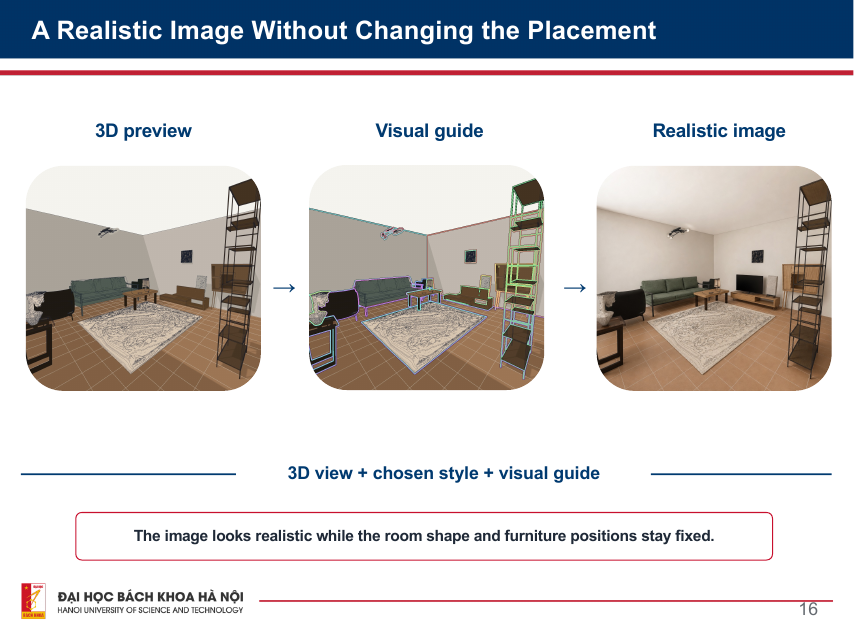 A Realistic Image Without Changing the Placement
3D preview
Visual guide
Realistic image
→
→
3D view + chosen style + visual guide
The image looks realistic while the room shape and furniture positions stay fixed.
ĐẠI HỌC BÁCH KHOA HÀ NỘI
HANOI UNIVERSITY OF SCIENCE AND TECHNOLOGY
16